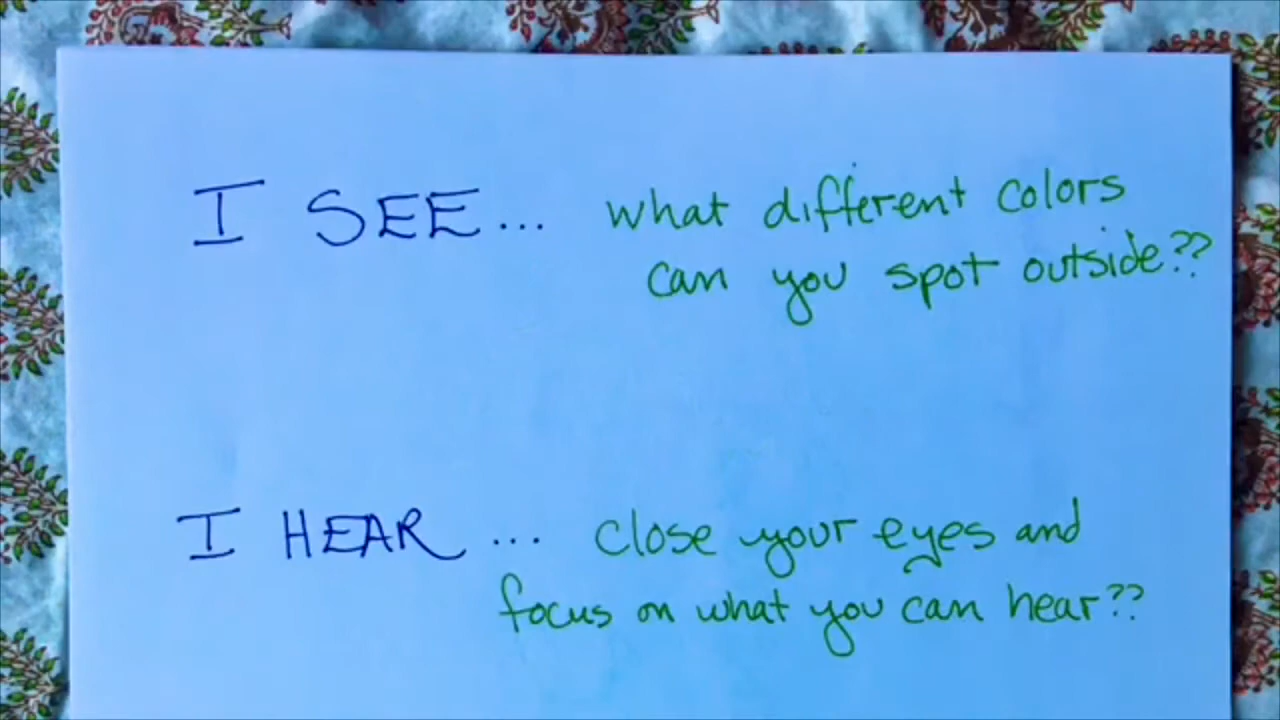 I SEE... what different colors
can you spot outside??
I HEAR ... close your eyes and
focus on what you can hear??